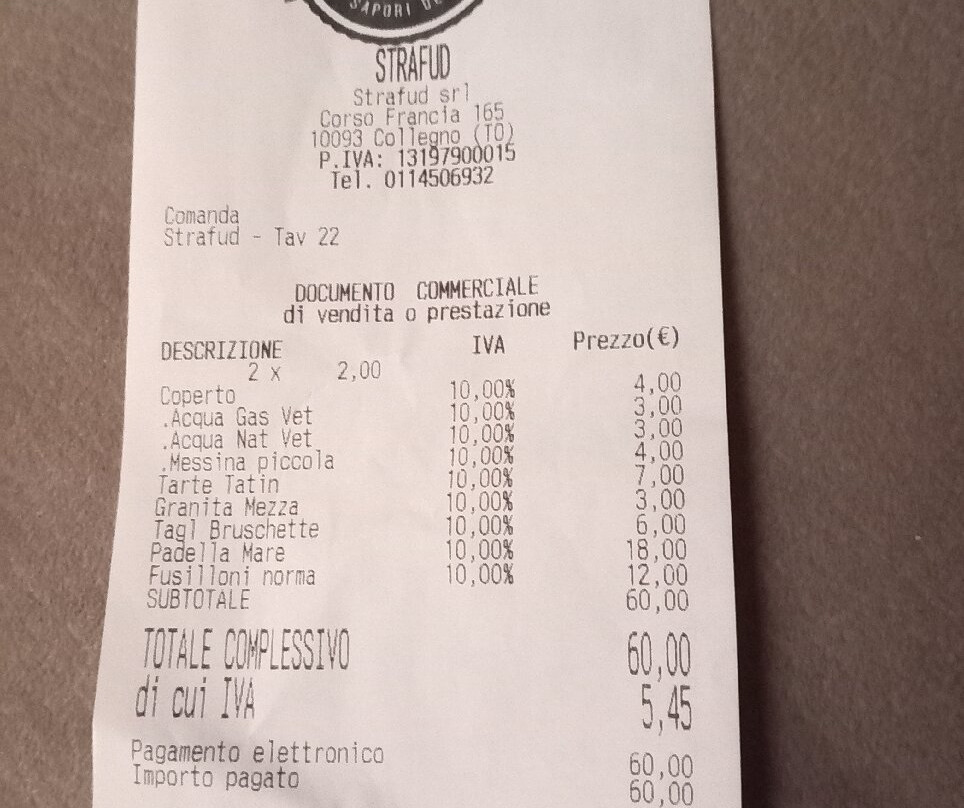 SAPORI DE
STRAFUD
Strafud srl
Corso Francia 165
10093 Collegno (TO)
P.IVA: 13197900015
Tel. 0114506932
Comanda
Strafud - Tav 22
DOCUMENTO COMMERCIALE
di vendita o prestazione
DESCRIZIONE IVA Prezzo(€)
2 x 2,00
Coperto 10,00% 4,00
.Acqua Gas Vet 10,00% 3,00
.Acqua Nat Vet 10,00% 3,00
.Messina piccola 10,00% 4,00
Tarte Tatin 10,00% 7,00
Granita Mezza 10,00% 3,00
Tagl Bruschette 10,00% 6,00
Padella Mare 10,00% 18,00
Fusilloni norma 10,00% 12,00
SUBTOTALE 60,00
TOTALE COMPLESSIVO 60,00
di cui IVA 5,45
Pagamento elettronico 60,00
Importo pagato 60,00